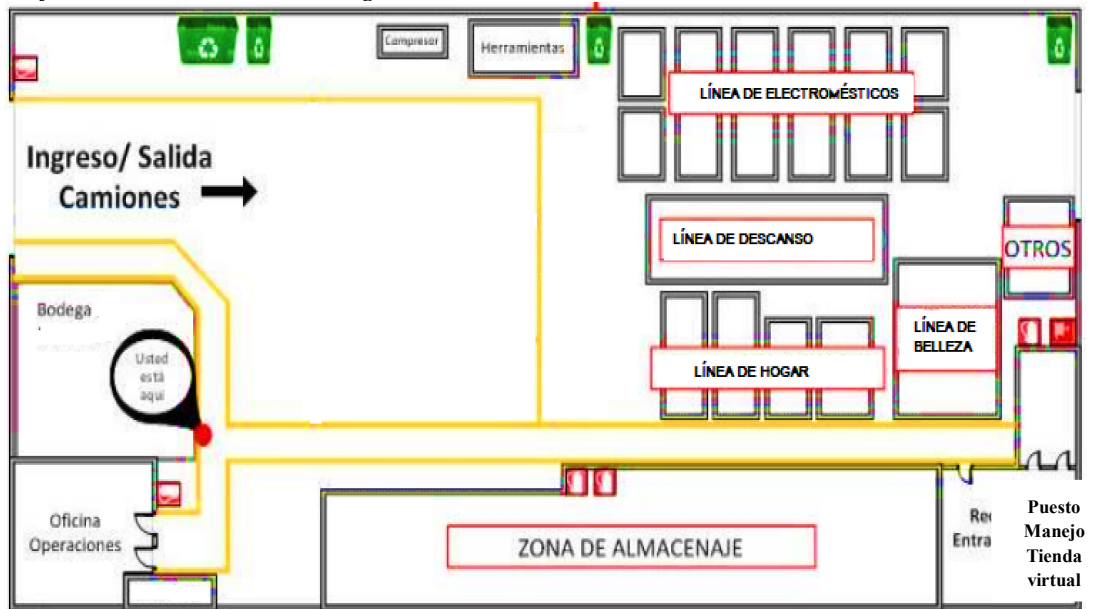 Compresor
Herramientas
LÍNEA DE ELECTROMÉSTICOS
Ingreso/ Salida
Camiones
LÍNEA DE DESCANSO
OTROS
Bodega
LÍNEA DE
BELLEZA
Usted
está
aquí
LÍNEA DE HOGAR
Oficina
Operaciones
ZONA DE ALMACENAJE
Entra
Puesto
Manejo
Tienda
virtual